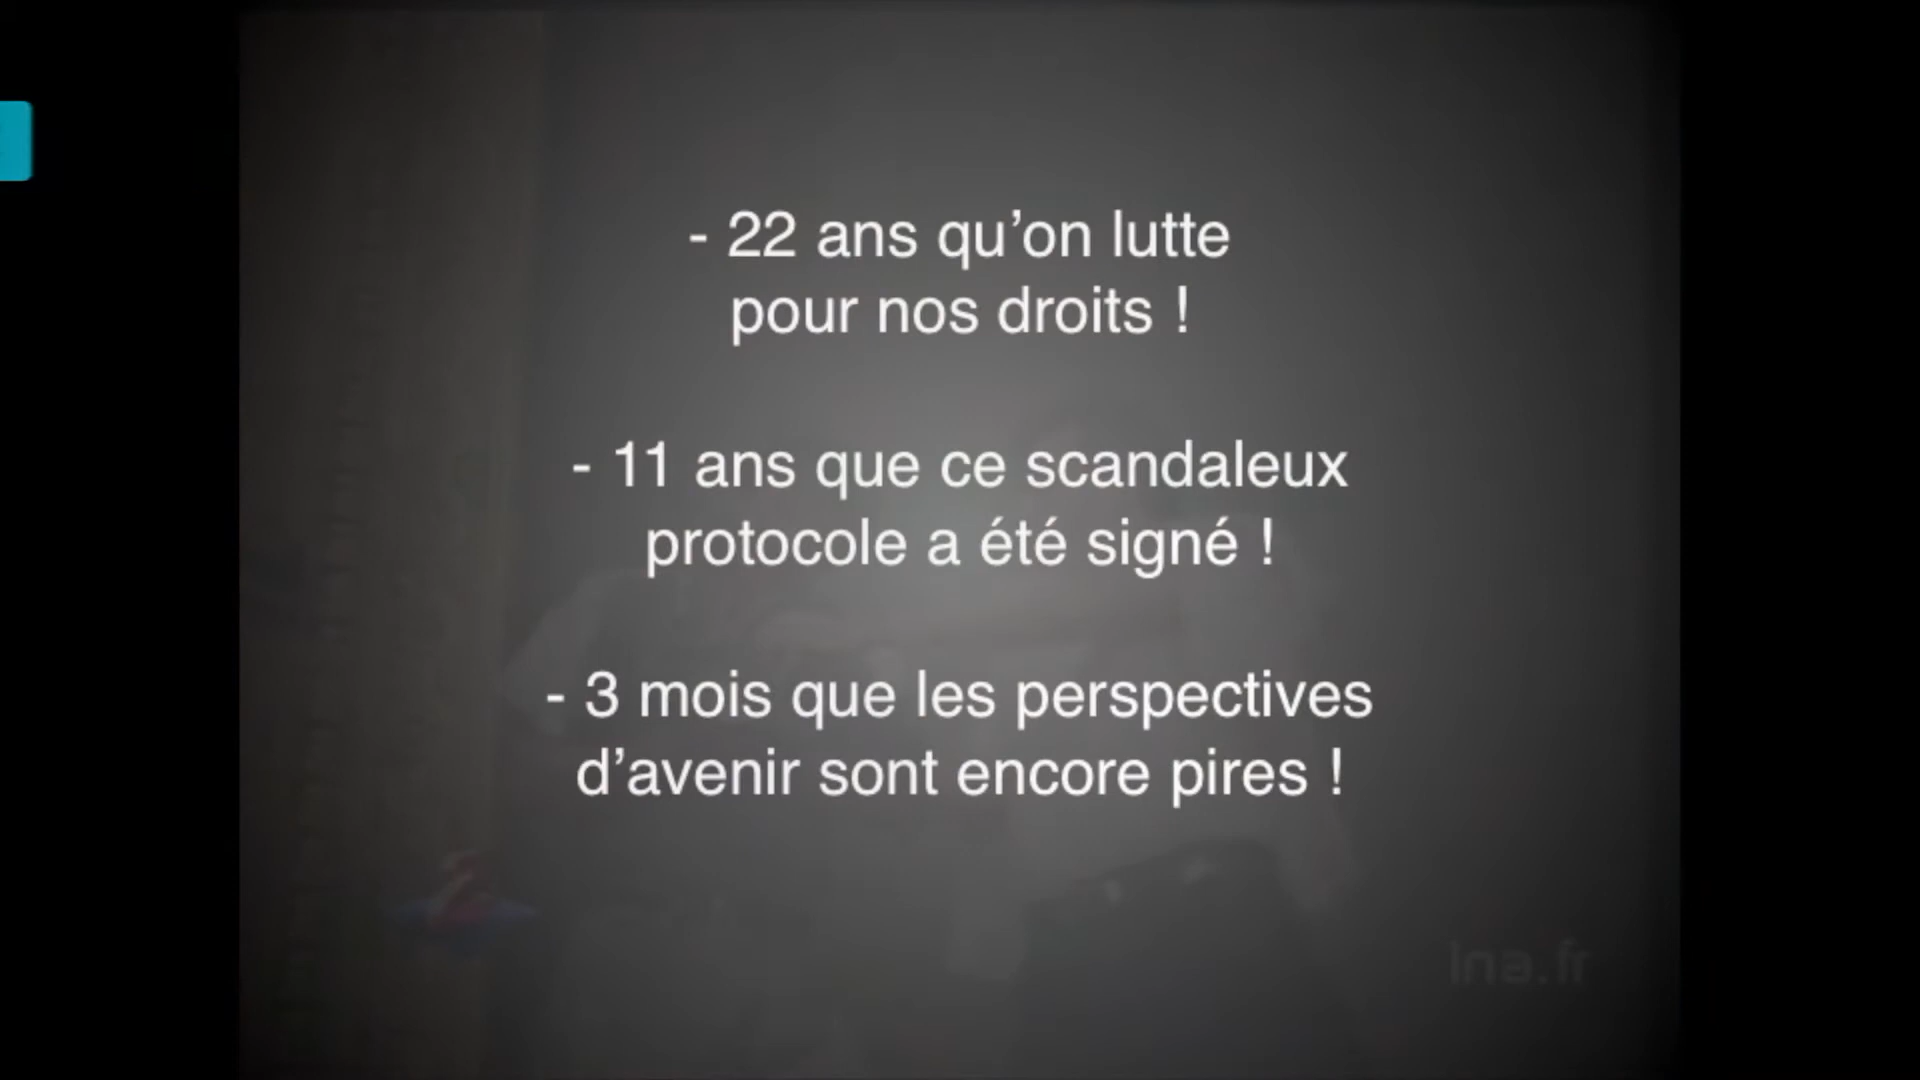 - 22 ans qu’on lutte
pour nos droits !
- 11 ans que ce scandaleux
protocole a été signé !
- 3 mois que les perspectives
d’avenir sont encore pires !
ina.fr